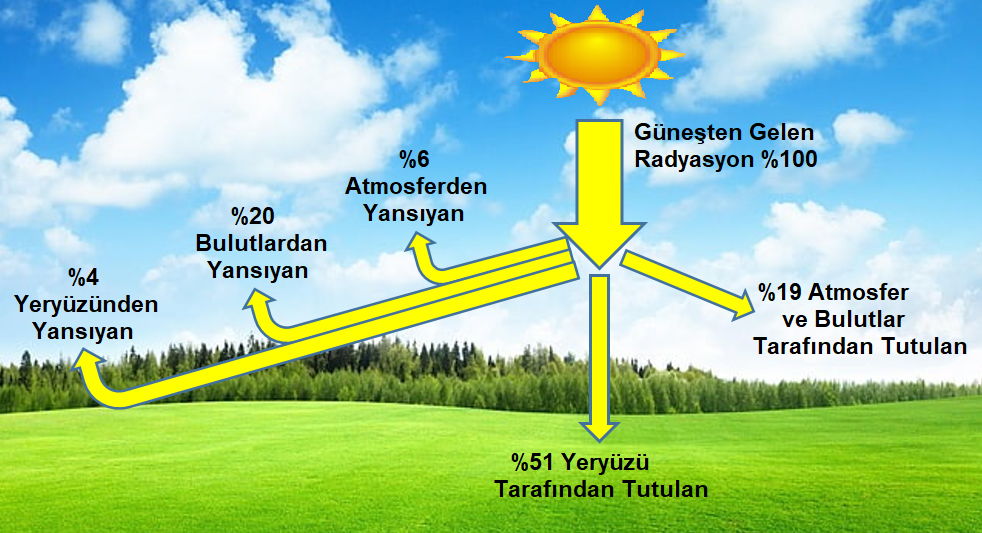 Güneşten Gelen
Radyasyon %100
%6
Atmosferden
Yansıyan
%20
Bulutlardan
Yansıyan
%4
Yeryüzünden
Yansıyan
%19 Atmosfer
ve Bulutlar
Tarafından Tutulan
%51 Yeryüzü
Tarafından Tutulan